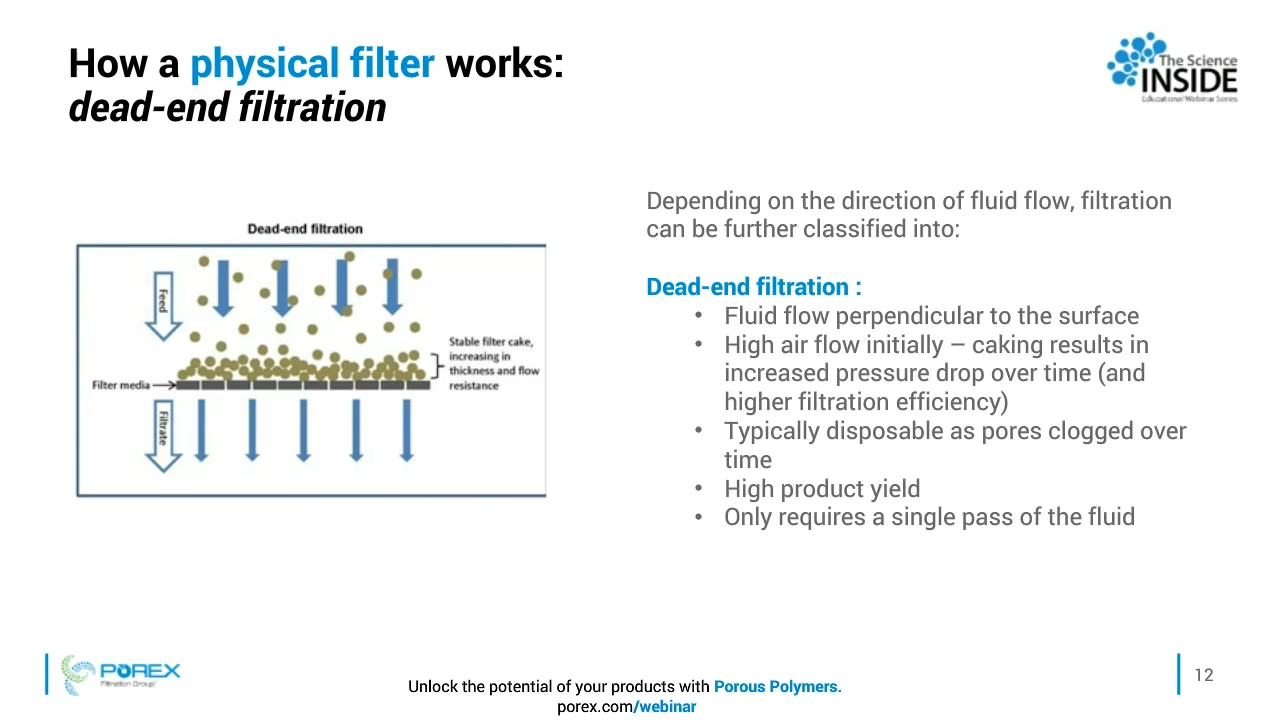 How a physical filter works:
dead-end filtration
The Science
INSIDE
Educational Webinar Series
Dead-end filtration
Feed
Stable filter cake,
increasing in
thickness and flow
resistance
Filter media
Filtrate
Depending on the direction of fluid flow, filtration
can be further classified into:
Dead-end filtration :
• Fluid flow perpendicular to the surface
• High air flow initially – caking results in
increased pressure drop over time (and
higher filtration efficiency)
• Typically disposable as pores clogged over
time
• High product yield
• Only requires a single pass of the fluid
POREX
Filtration Group
Unlock the potential of your products with Porous Polymers.
porex.com/webinar
12